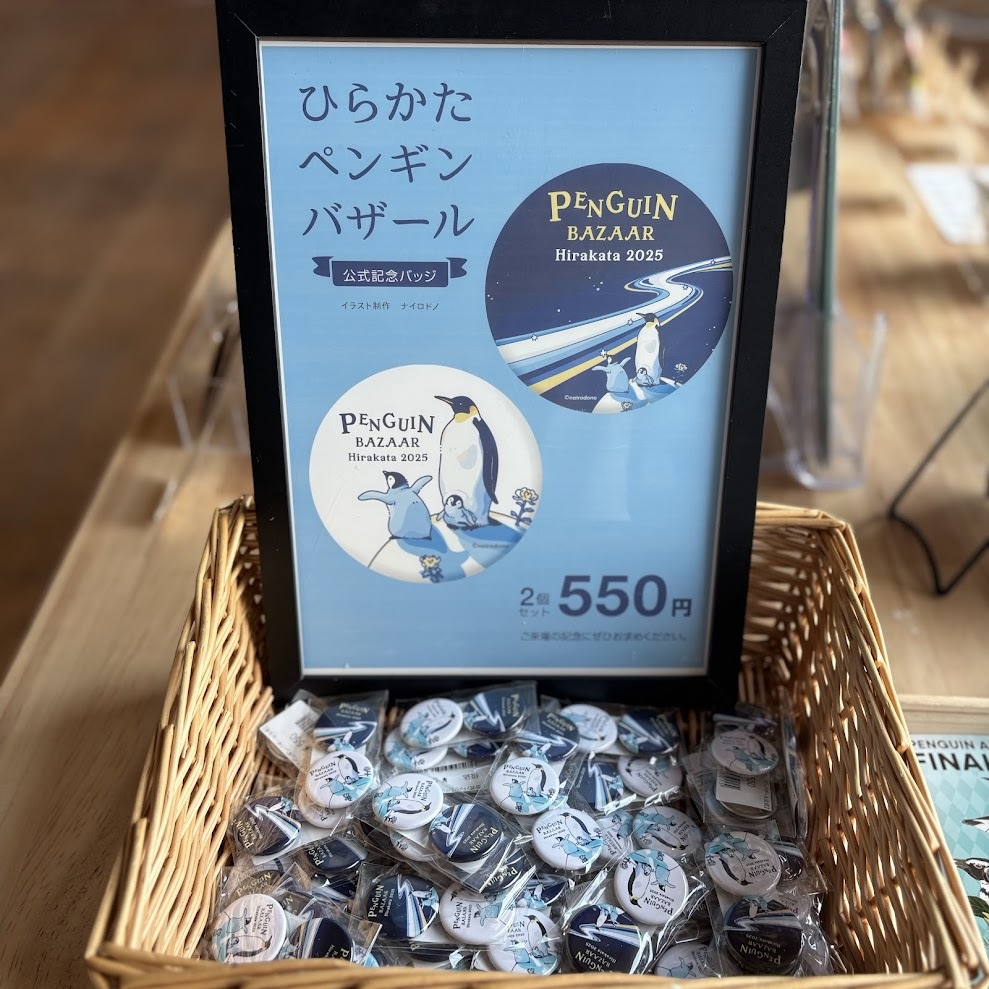 ひらかた
ペンギン
バザール
公式記念バッジ
イラスト制作 ナイロドノ
PENGUIN
BAZAAR
Hirakata 2025
©nairodono
PENGUIN
BAZAAR
Hirakata 2025
©nairodono
2個
セット
550円
ご来場の記念にぜひお求めください。
PENGUIN A
FINAL